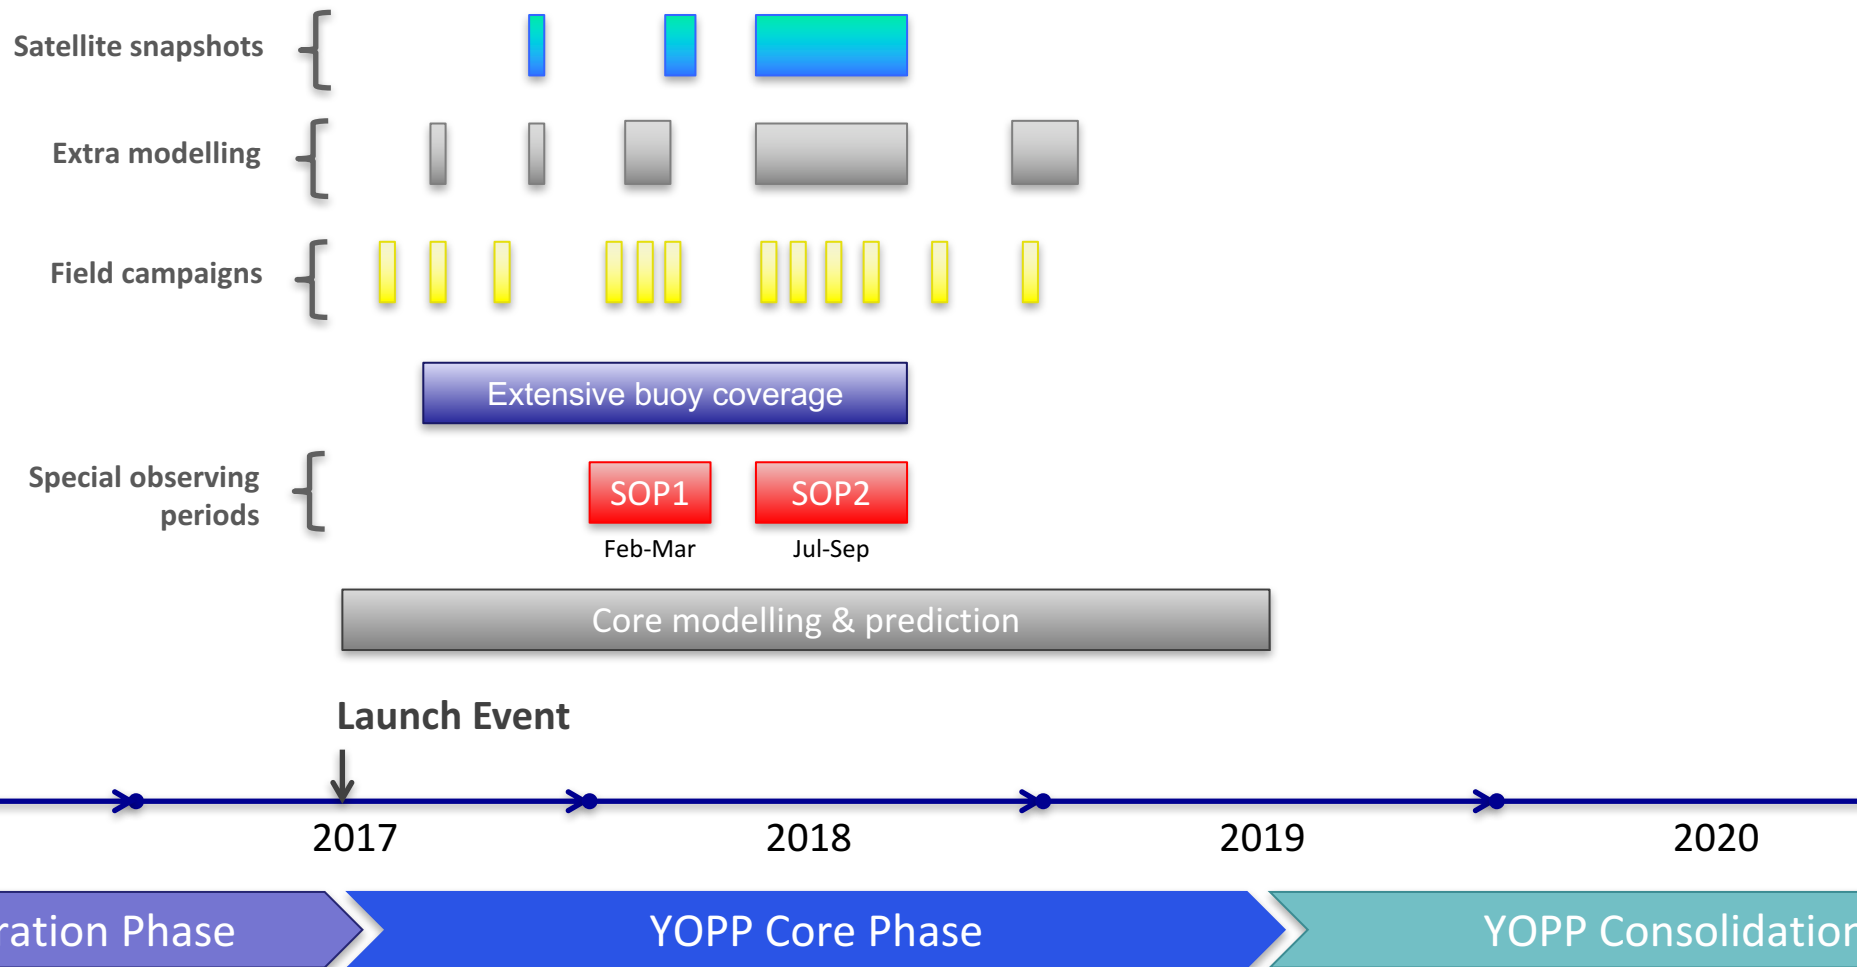 Satellite snapshots
Extra modelling
Field campaigns
Extensive buoy coverage
Special observing
periods
SOP1
SOP2
Feb-Mar
Jul-Sep
Core modelling & prediction
Launch Event
2017
2018
2019
2020
ration Phase
YOPP Core Phase
YOPP Consolidation